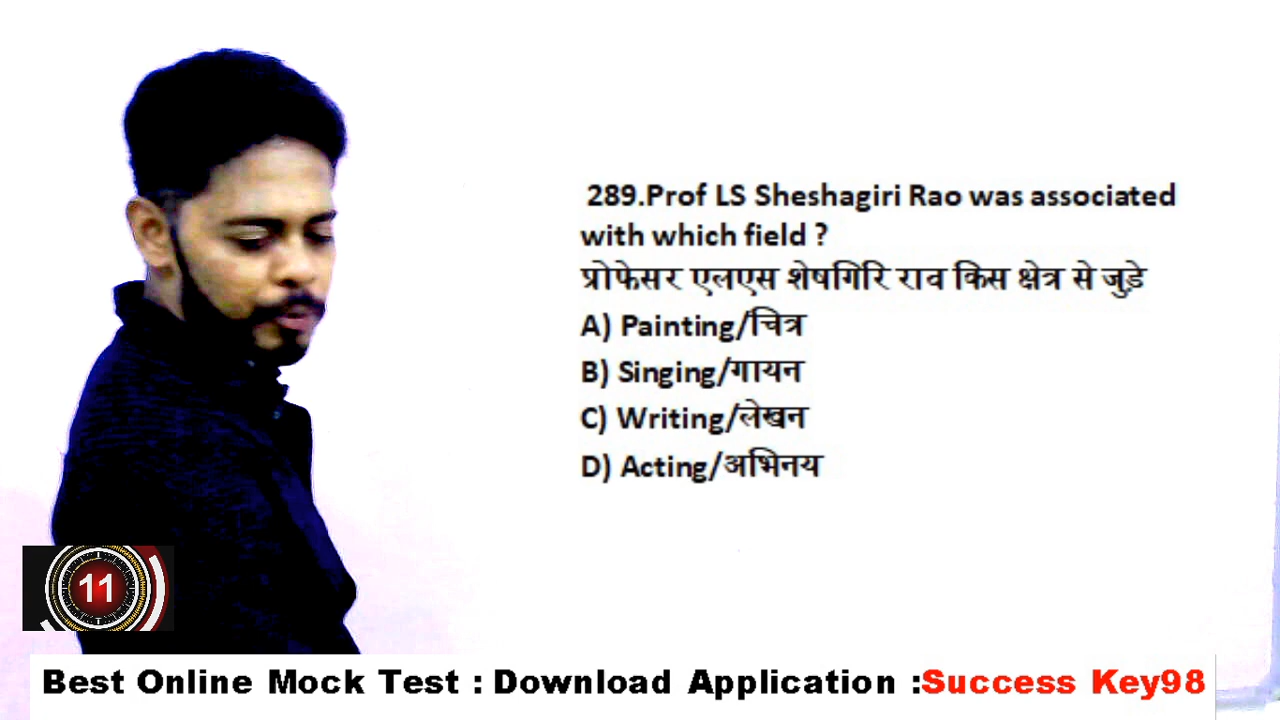 289.Prof LS Sheshagiri Rao was associated
with which field ?
प्रोफेसर एलएस शेषगिरि राव किस क्षेत्र से जुड़े
A) Painting/चित्र
B) Singing/गायन
C) Writing/लेखन
D) Acting/अभिनय
11
Best Online Mock Test : Download Application :Success Key98